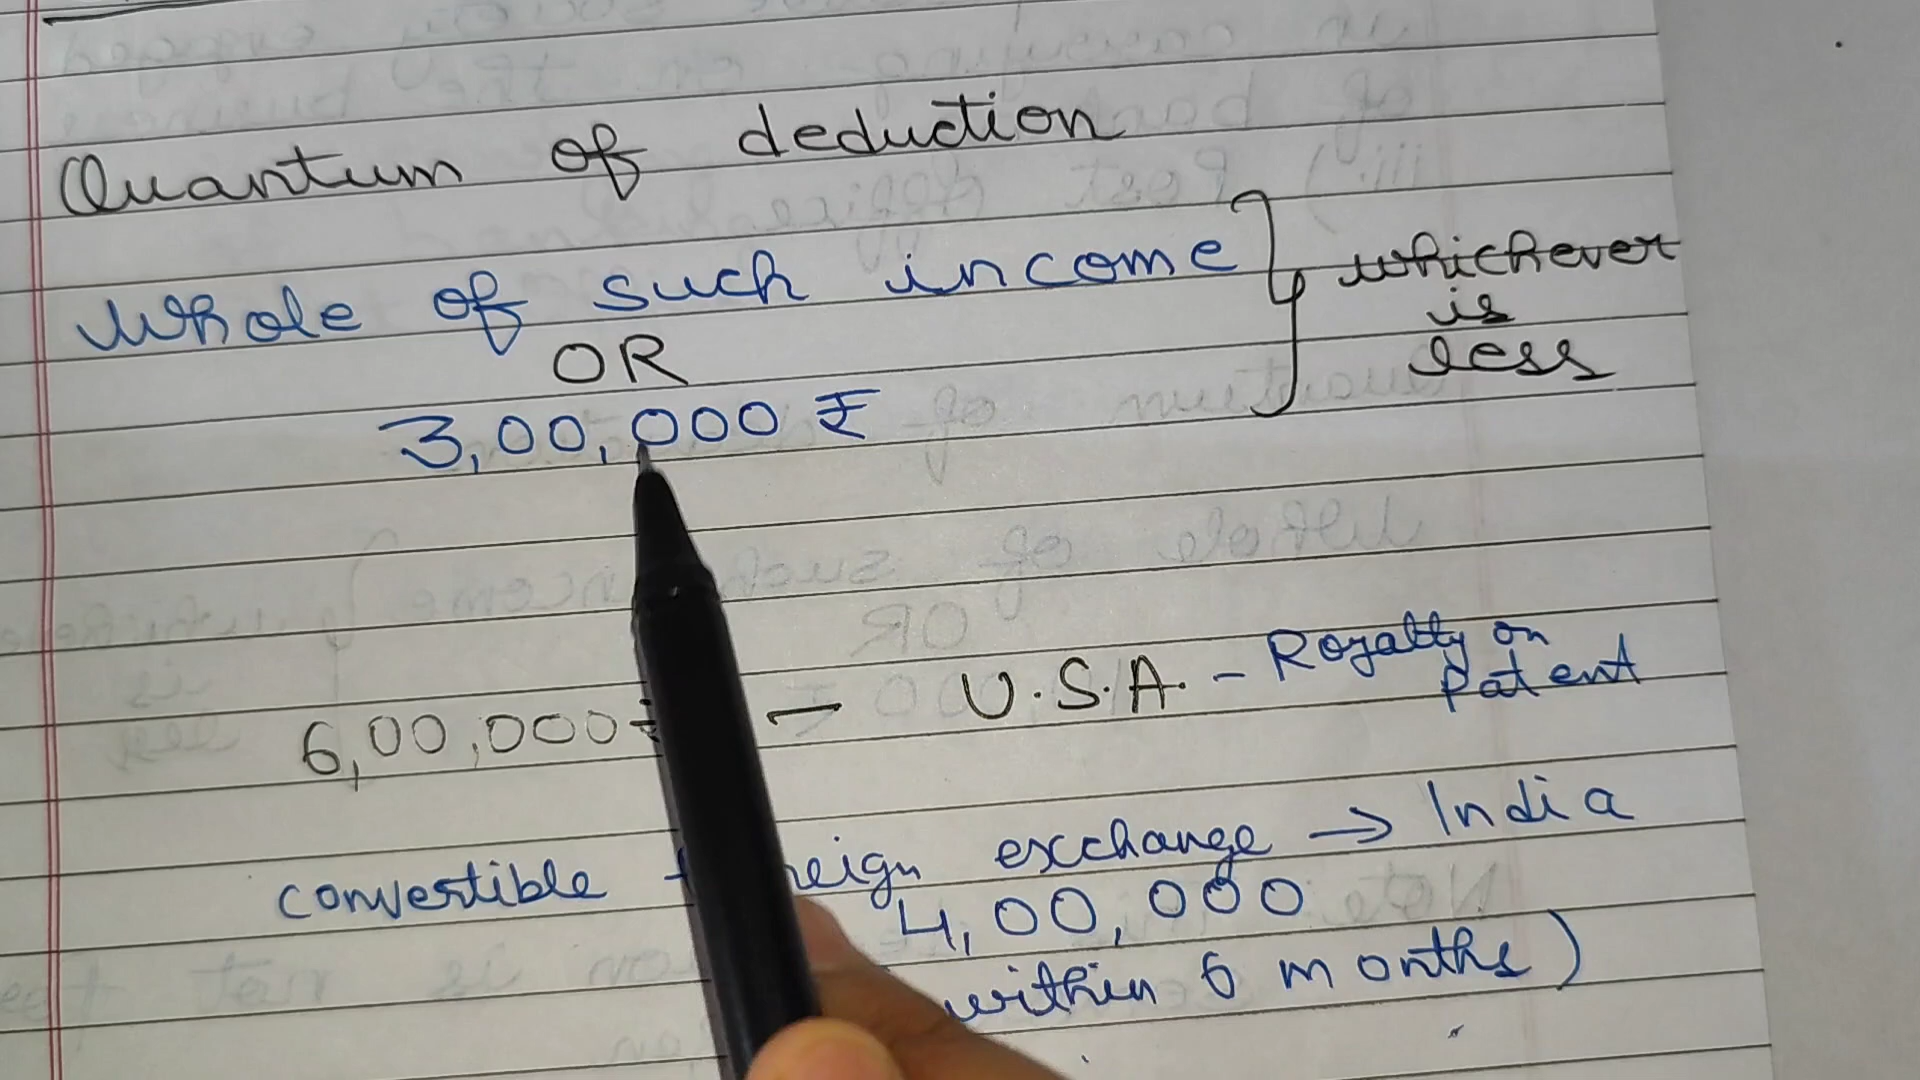 Quantum of deduction
Whole of such income
OR
3,00,000 ₹
whichever
is
less
6,00,000 ₹ — U.S.A. - Royalty on
Patent
convertible exchange → India
4,00,000
within 6 months)